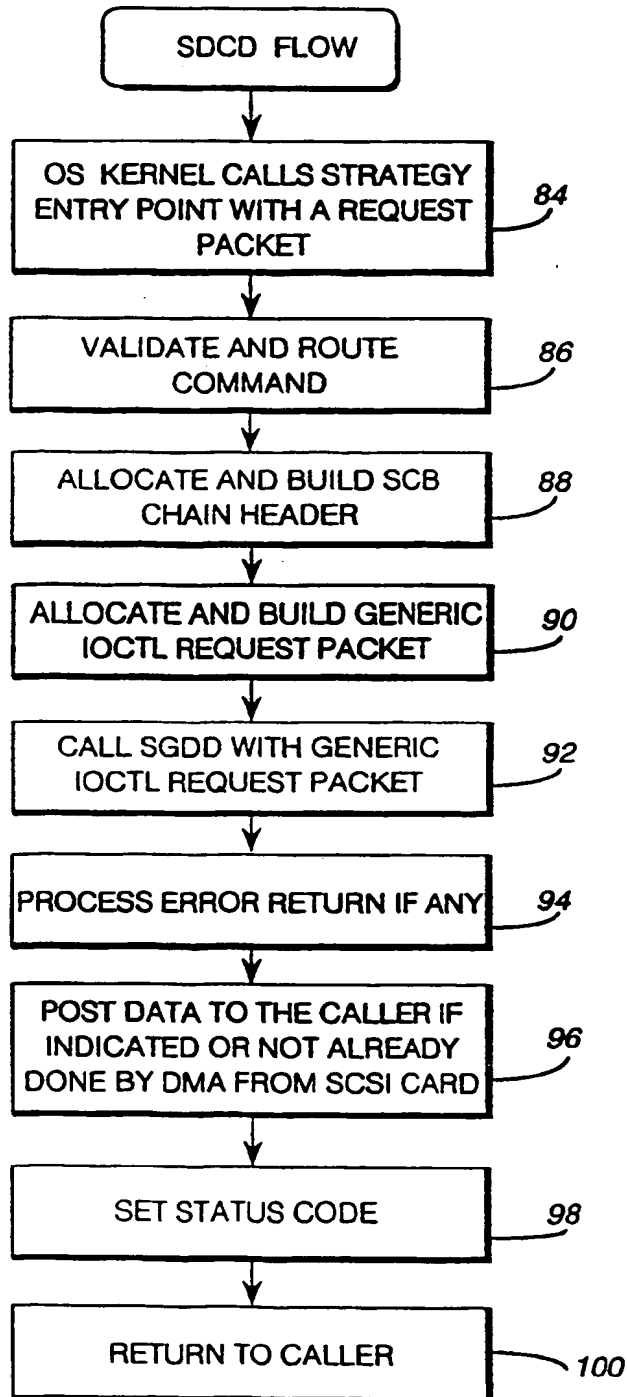 SDCD FLOW
OS KERNEL CALLS STRATEGY
ENTRY POINT WITH A REQUEST
PACKET
84
VALIDATE AND ROUTE
COMMAND
86
ALLOCATE AND BUILD SCB
CHAIN HEADER
88
ALLOCATE AND BUILD GENERIC
IOCTL REQUEST PACKET
90
CALL SGDD WITH GENERIC
IOCTL REQUEST PACKET
92
PROCESS ERROR RETURN IF ANY
94
POST DATA TO THE CALLER IF
INDICATED OR NOT ALREADY
DONE BY DMA FROM SCSI CARD
96
SET STATUS CODE
98
RETURN TO CALLER
100